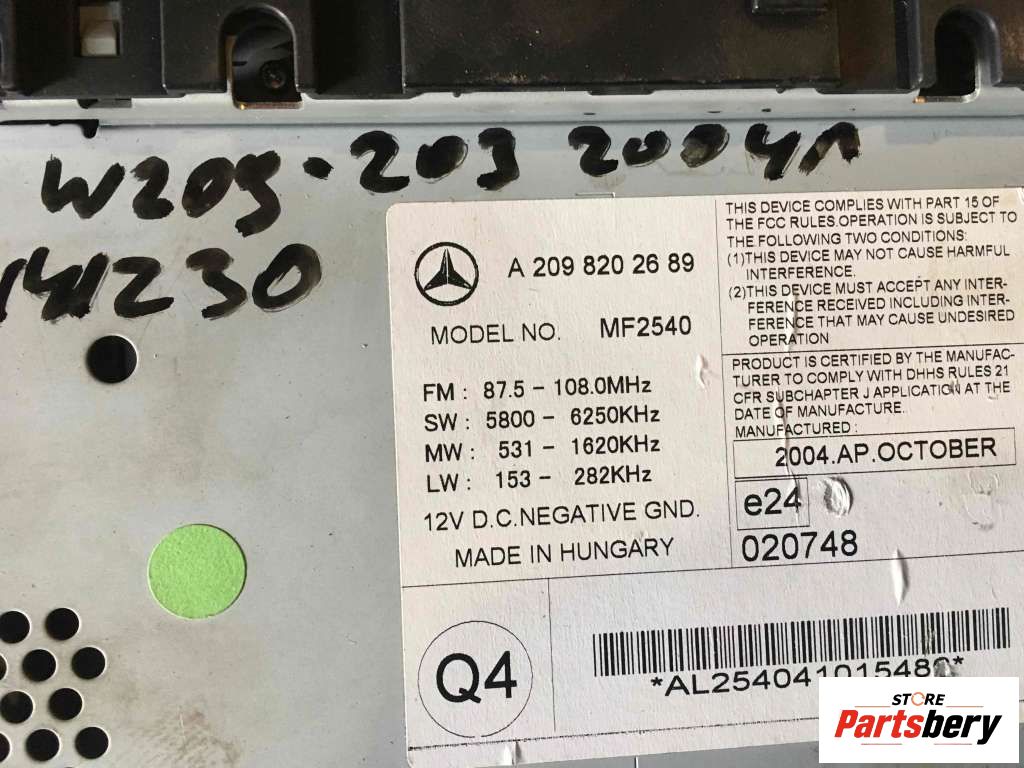 W209·203 2004
141230
A 209 820 26 89
MODEL NO. MF2540
FM : 87.5 - 108.0MHz
SW : 5800 - 6250KHz
MW : 531 - 1620KHz
LW : 153 - 282KHz
12V D.C.NEGATIVE GND.
MADE IN HUNGARY
THIS DEVICE COMPLIES WITH PART 15 OF
THE FCC RULES.OPERATION IS SUBJECT TO
THE FOLLOWING TWO CONDITIONS:
(1)THIS DEVICE MAY NOT CAUSE HARMFUL
INTERFERENCE.
(2)THIS DEVICE MUST ACCEPT ANY INTER-
FERENCE RECEIVED INCLUDING INTER-
FERENCE THAT MAY CAUSE UNDESIRED
OPERATION
PRODUCT IS CERTIFIED BY THE MANUFAC-
TURER TO COMPLY WITH DHHS RULES 21
CFR SUBCHAPTER J APPLICATION AT THE
DATE OF MANUFACTURE..
MANUFACTURED :
2004.AP.OCTOBER
e24
020748
Q4
STORE
Partsbery